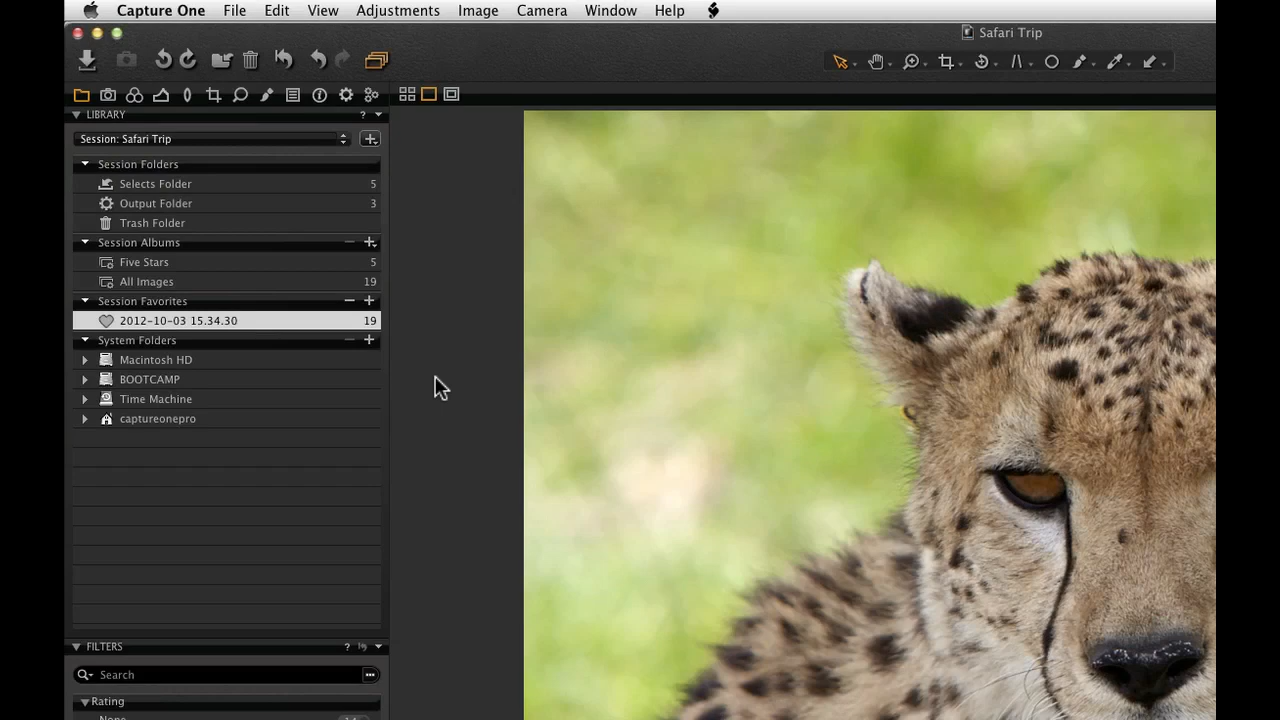 Capture One File Edit View Adjustments Image Camera Window Help
Safari Trip
LIBRARY ?
Session: Safari Trip
Session Folders
Selects Folder 5
Output Folder 3
Trash Folder
Session Albums
Five Stars 5
All Images 19
Session Favorites
2012-10-03 15.34.30 19
System Folders
Macintosh HD
BOOTCAMP
Time Machine
captureonepro
FILTERS ?
Search
Rating
None 14